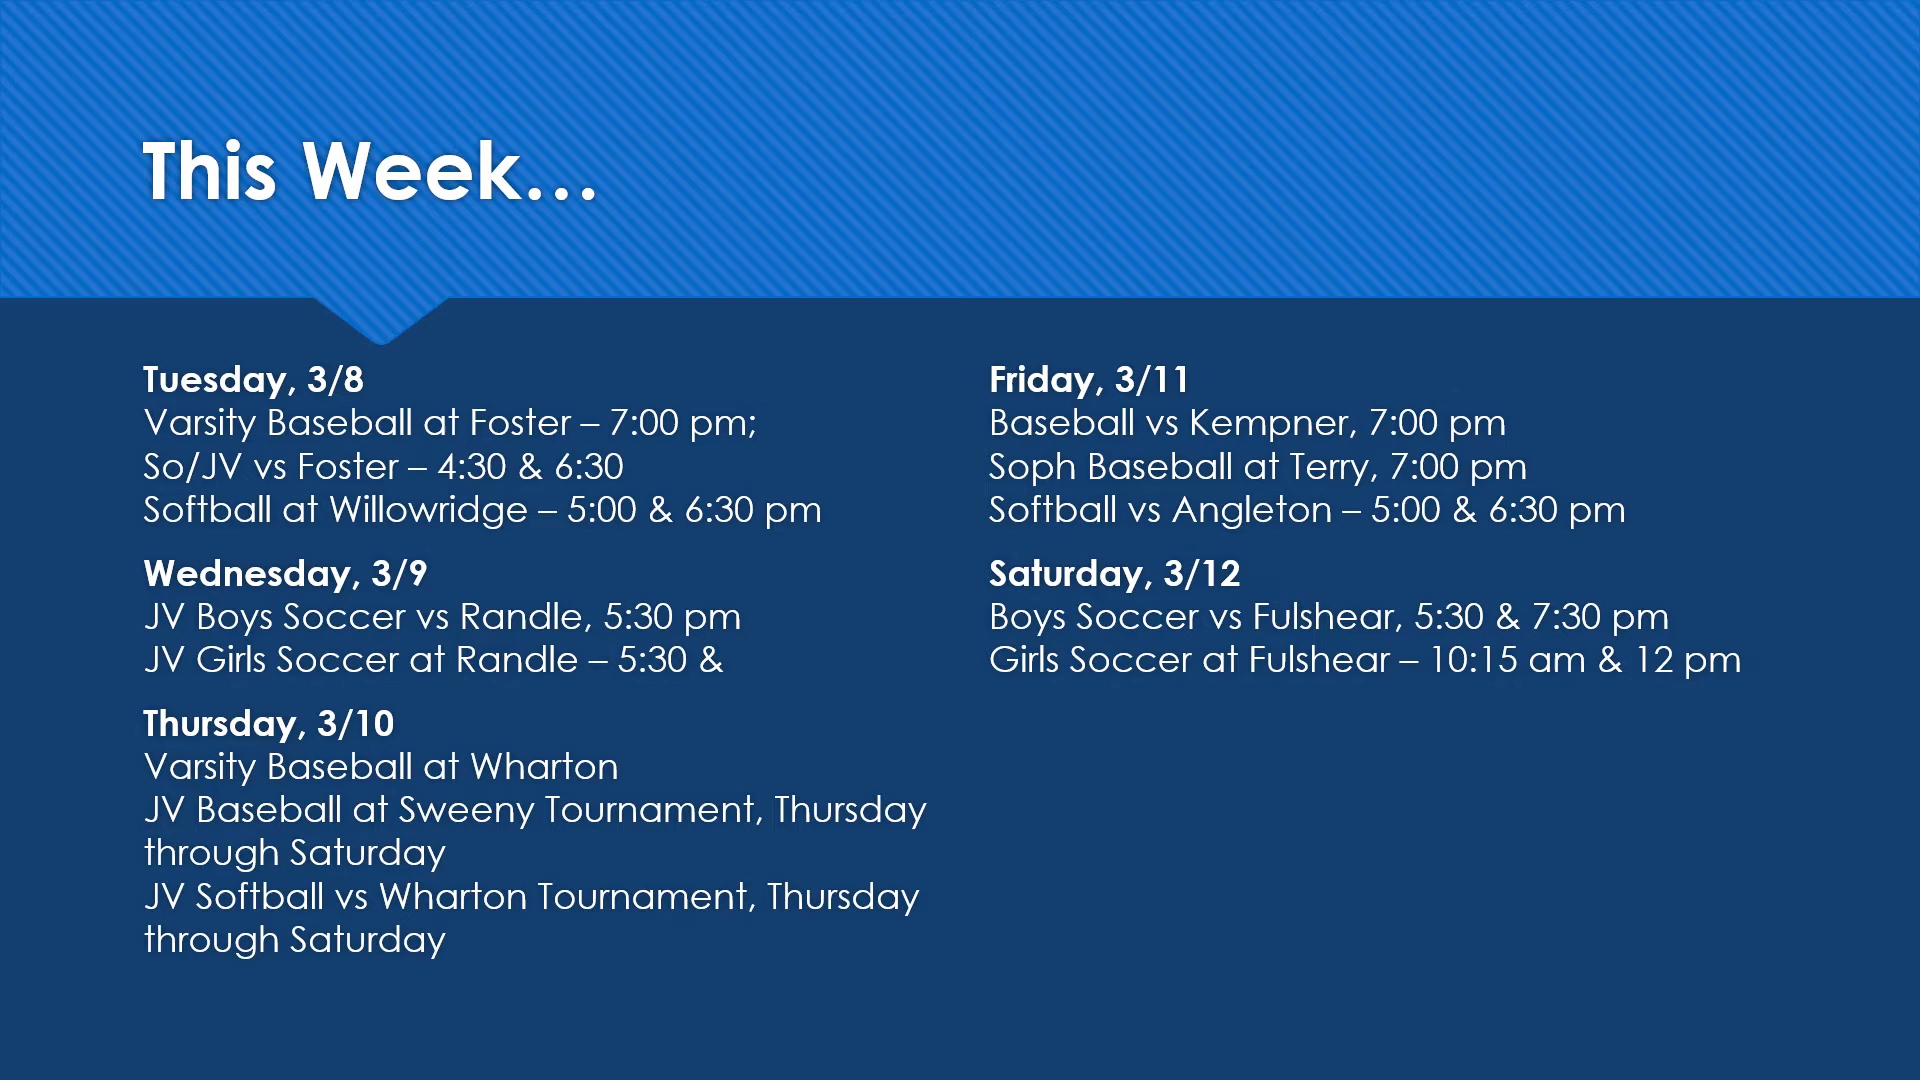 This Week…
Tuesday, 3/8
Varsity Baseball at Foster – 7:00 pm;
So/JV vs Foster – 4:30 & 6:30
Softball at Willowridge – 5:00 & 6:30 pm
Wednesday, 3/9
JV Boys Soccer vs Randle, 5:30 pm
JV Girls Soccer at Randle – 5:30 &
Thursday, 3/10
Varsity Baseball at Wharton
JV Baseball at Sweeny Tournament, Thursday
through Saturday
JV Softball vs Wharton Tournament, Thursday
through Saturday
Friday, 3/11
Baseball vs Kempner, 7:00 pm
Soph Baseball at Terry, 7:00 pm
Softball vs Angleton – 5:00 & 6:30 pm
Saturday, 3/12
Boys Soccer vs Fulshear, 5:30 & 7:30 pm
Girls Soccer at Fulshear – 10:15 am & 12 pm